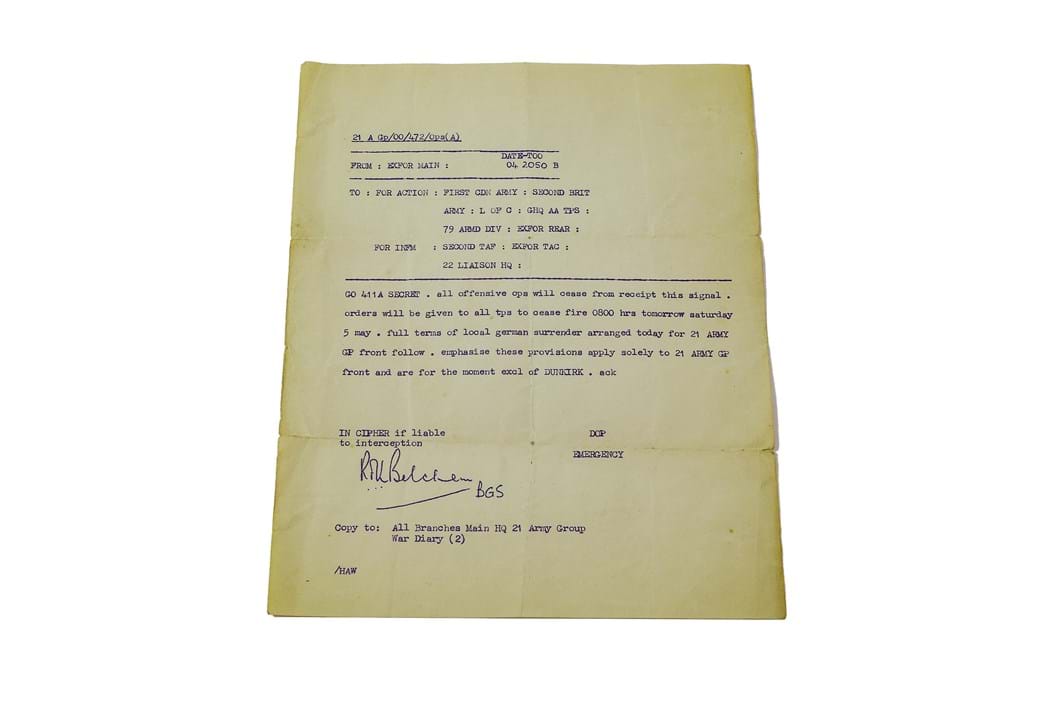 21 A Gp/00/472/Ops(A)
DATE-TOO
FROM : EXFOR MAIN : 04 2050 B
TO : FOR ACTION : FIRST CDN ARMY : SECOND BRIT
ARMY : L OF C : GHQ AA TPS :
79 ARMD DIV : EXFOR REAR :
FOR INFM : SECOND TAF : EXFOR TAC :
22 LIAISON HQ :
GO 411A SECRET . all offensive ops will cease from receipt this signal .
orders will be given to all tps to cease fire 0800 hrs tomorrow saturday
5 may . full terms of local german surrender arranged today for 21 ARMY
GP front follow . emphasise these provisions apply solely to 21 ARMY GP
front and are for the moment excl of DUNKIRK . ack
IN CIPHER if liable DOP
to interception
EMERGENCY
RFK Belchem
BGS
Copy to: All Branches Main HQ 21 Army Group
War Diary (2)
/HAW